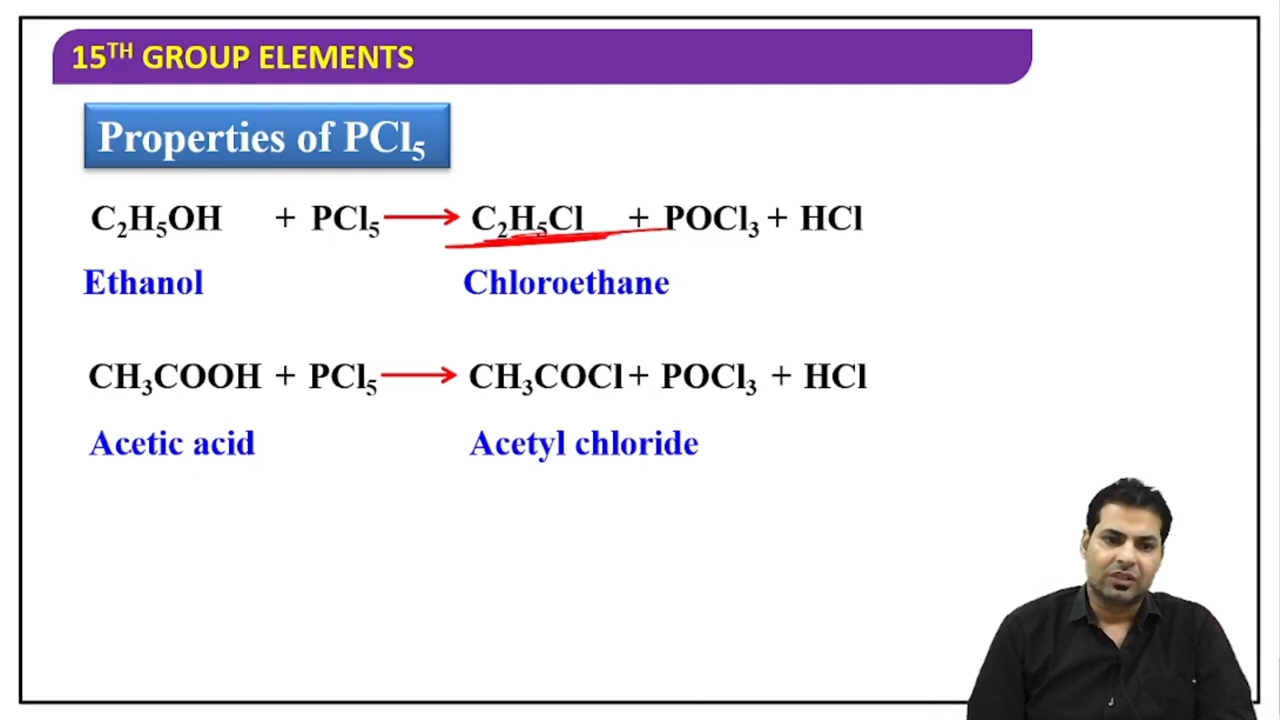 15TH GROUP ELEMENTS
Properties of PCl5
C2H5OH + PCl5 → C2H5Cl + POCl3 + HCl
Ethanol Chloroethane
CH3COOH + PCl5 → CH3COCl + POCl3 + HCl
Acetic acid Acetyl chloride